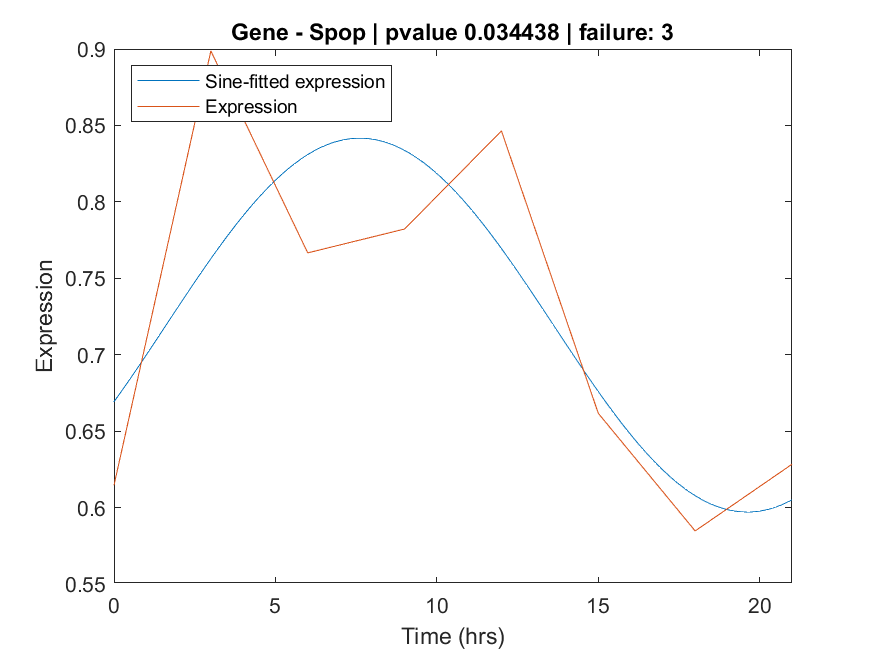 Gene - Spop | pvalue 0.034438 | failure: 3
0.9
Sine-fitted expression
Expression
0.85
0.8
0.75
0.7
0.65
0.6
0.55
Expression
0
5
10
15
20
Time (hrs)